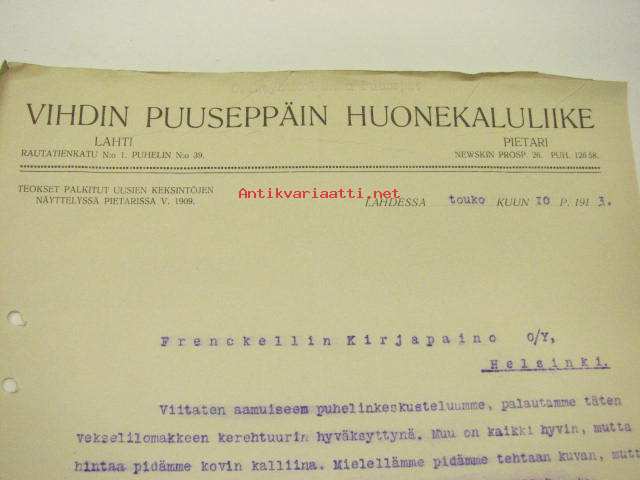 VIHDIN PUUSEPPÄIN HUONEKALULIIKE
LAHTI
RAUTATIENKATU N:o 1. PUHELIN N:o 39.
PIETARI
NEWSKIN PROSP. 26. PUH. 126 58.
TEOKSET PALKITUT UUSIEN KEKSINTÖJEN
NÄYTTELYSSÄ PIETARISSA V. 1909.
Antikvariaatti.net
LAHDESSA touko KUUN 10 P. 191 3.
Frenckellin Kirjapaino O/Y,
Helsinki.
Viitaten aamuiseen puhelinkeskusteluumme, palautamme täten
vekselilomakkeen kerehtuurin hyväksyttynä. Muu on kaikki hyvin, mutta
hintaa pidämme kovin kalliina. Mielellämme pidämme tehtaan kuvan, mutt